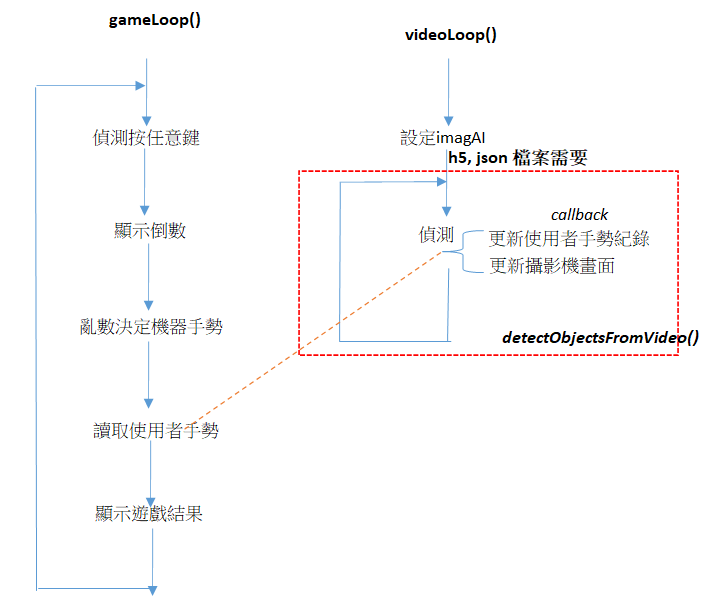 gameLoop()
偵測按任意鍵
顯示倒數
亂數決定機器手勢
讀取使用者手勢
顯示遊戲結果
videoLoop()
設定imagAI
h5, json 檔案需要
偵測
callback
更新使用者手勢紀錄
更新攝影機畫面
detectObjectsFromVideo()